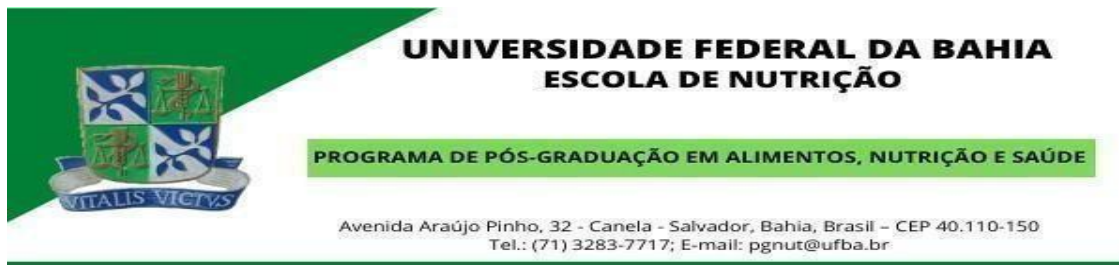 UNIVERSIDADE FEDERAL DA BAHIA
ESCOLA DE NUTRIÇÃO
PROGRAMA DE PÓS-GRADUAÇÃO EM ALIMENTOS, NUTRIÇÃO E SAÚDE
VITALIS VICTVS
Avenida Araújo Pinho, 32 - Canela - Salvador, Bahia, Brasil – CEP 40.110-150
Tel.: (71) 3283-7717; E-mail: pgnut@ufba.br